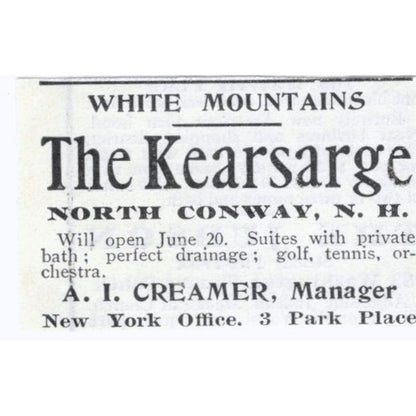 WHITE MOUNTAINS
The Kearsarge
NORTH CONWAY, N. H.
Will open June 20. Suites with private
bath; perfect drainage; golf, tennis, or-
chestra.
A. I. CREAMER, Manager
New York Office. 3 Park Place